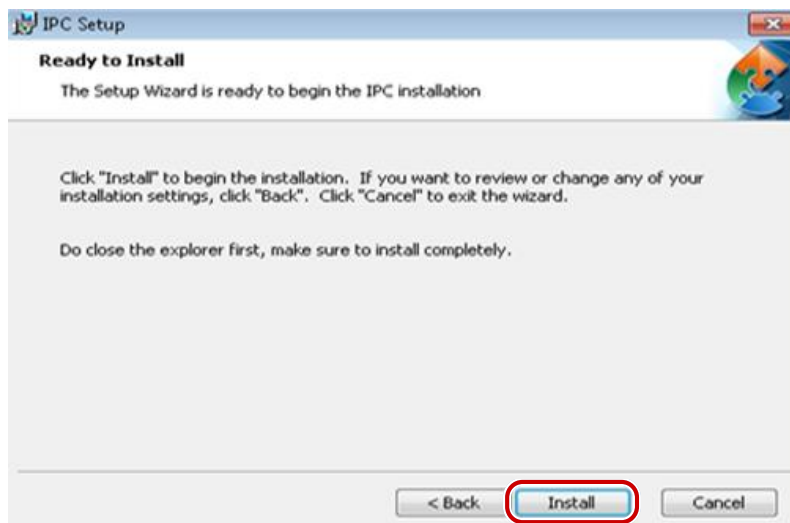 IPC Setup
Ready to Install
The Setup Wizard is ready to begin the IPC installation
Click "Install" to begin the installation. If you want to review or change any of your
installation settings, click "Back". Click "Cancel" to exit the wizard.
Do close the explorer first, make sure to install completely.
< Back Install Cancel